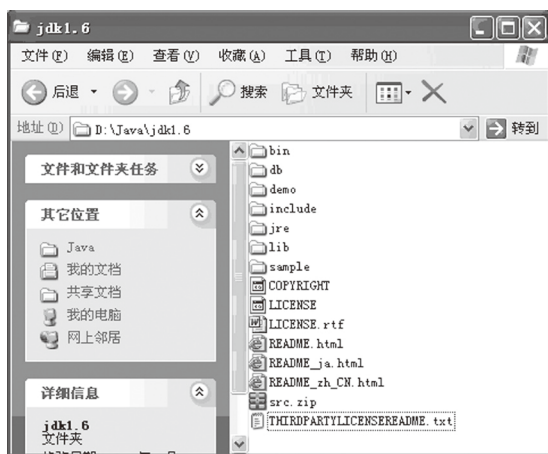 jdk1.6
文件(F) 编辑(E) 查看(V) 收藏(A) 工具(T) 帮助(H)
后退 搜索 文件夹
地址(D) D:\Java\jdk1.6 转到
文件和文件夹任务
其它位置
Java
我的文档
共享文档
我的电脑
网上邻居
详细信息
jdk1.6
文件夹
bin
db
demo
include
jre
lib
sample
COPYRIGHT
LICENSE
LICENSE.rtf
README.html
README_ja.html
README_zh_CN.html
src.zip
THIRDPARTYLICENSEREADME.txt